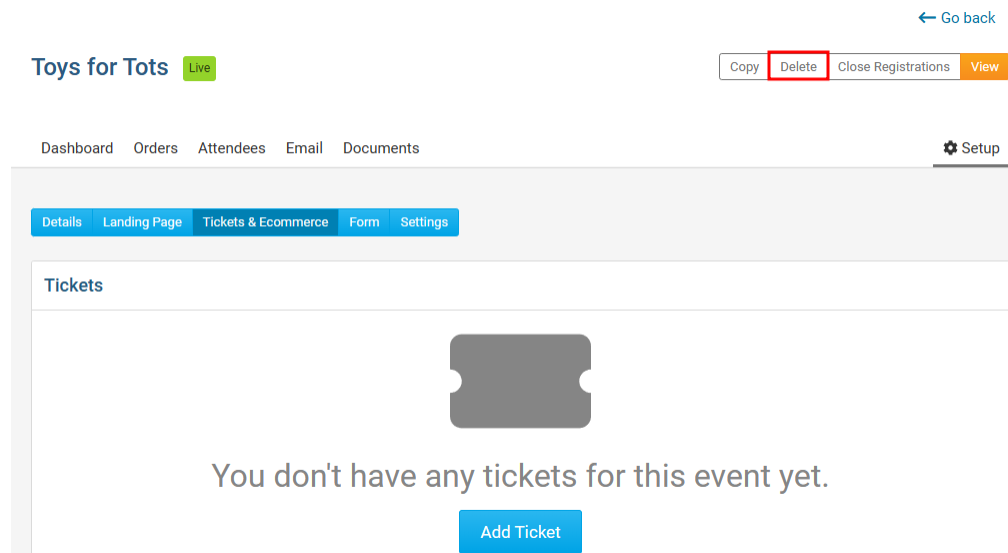 Go back
Toys for Tots Live
Copy Delete Close Registrations View
Dashboard Orders Attendees Email Documents Setup
Details Landing Page Tickets & Ecommerce Form Settings
Tickets
You don't have any tickets for this event yet.
Add Ticket